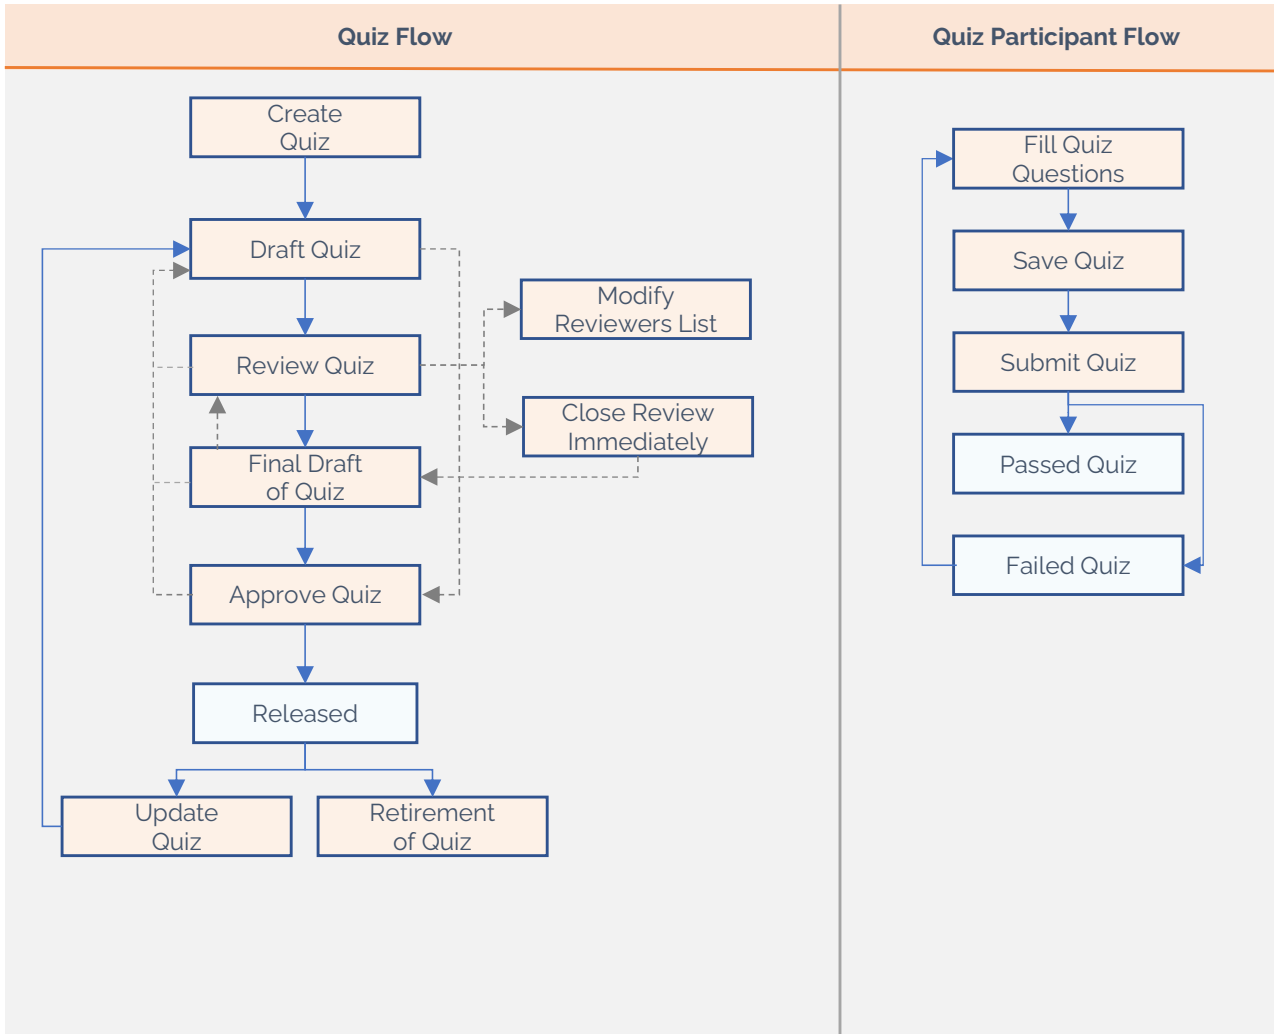 Quiz Flow
Create
Quiz
Draft Quiz
Review Quiz
Modify
Reviewers List
Close Review
Immediately
Final Draft
of Quiz
Approve Quiz
Released
Update
Quiz
Retirement
of Quiz
Quiz Participant Flow
Fill Quiz
Questions
Save Quiz
Submit Quiz
Passed Quiz
Failed Quiz